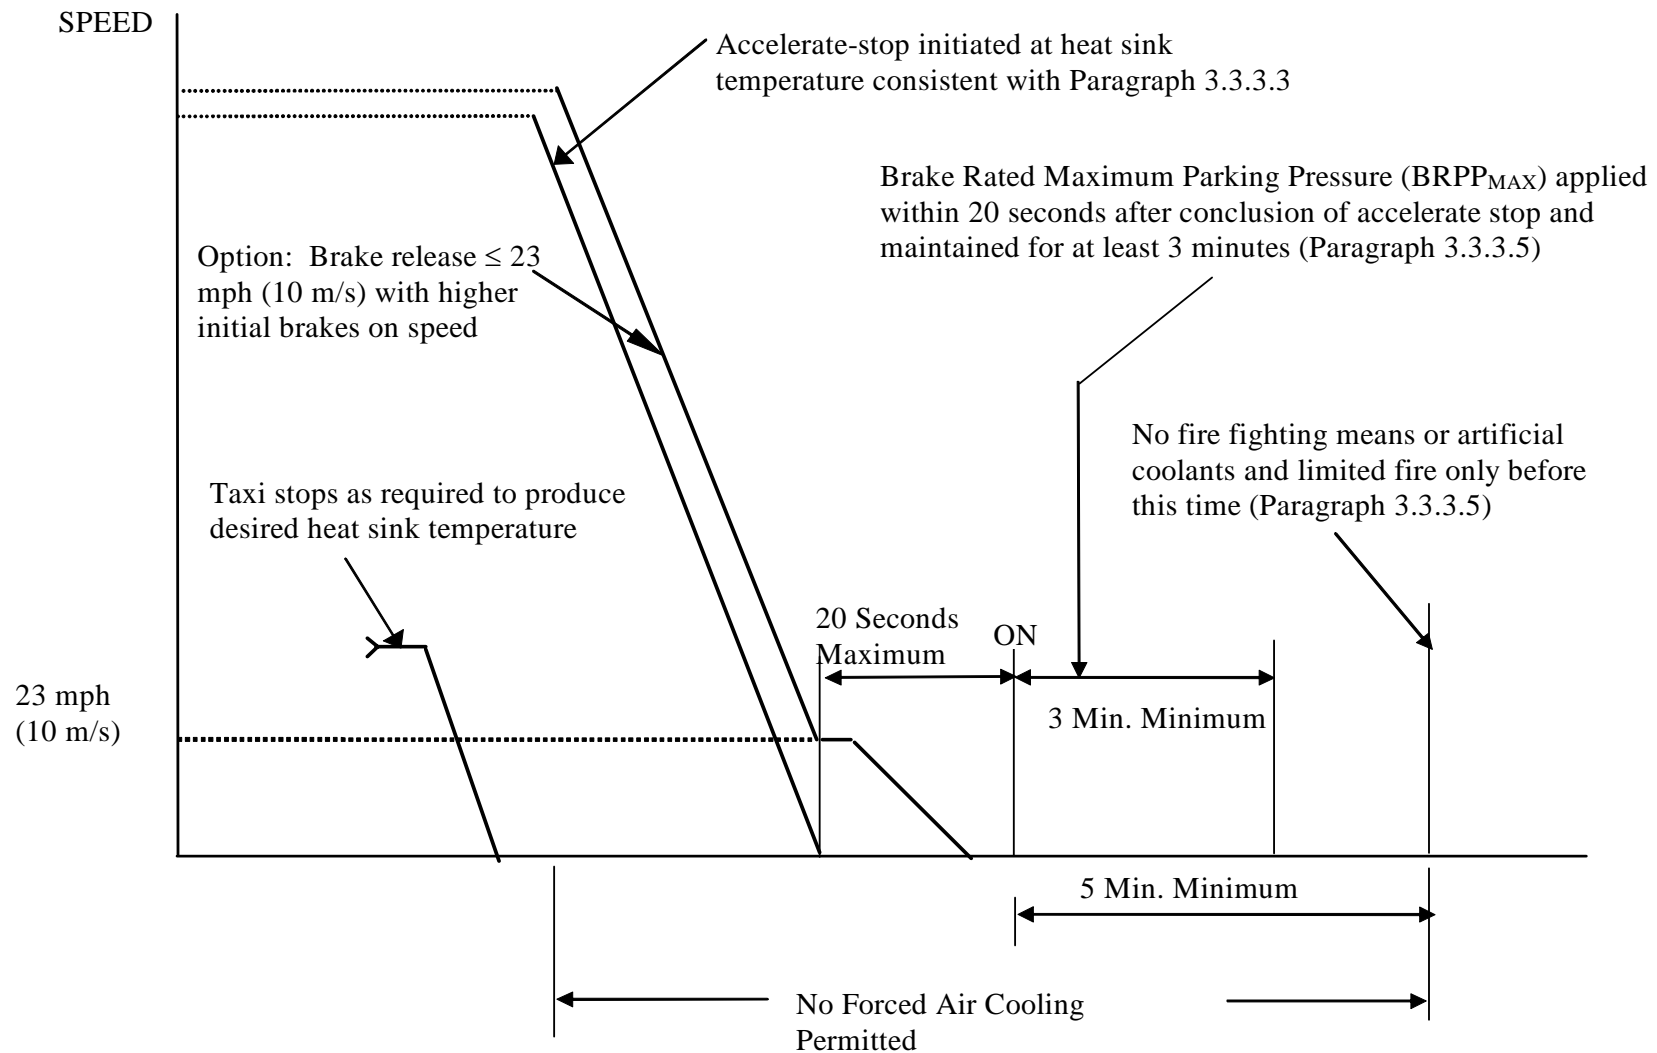 SPEED
Accelerate-stop initiated at heat sink
temperature consistent with Paragraph 3.3.3.3
Brake Rated Maximum Parking Pressure (BRPPMAX) applied
within 20 seconds after conclusion of accelerate stop and
maintained for at least 3 minutes (Paragraph 3.3.3.5)
Option:  Brake release ≤ 23
mph (10 m/s) with higher
initial brakes on speed
No fire fighting means or artificial
coolants and limited fire only before
this time (Paragraph 3.3.3.5)
Taxi stops as required to produce
desired heat sink temperature
20 Seconds
Maximum
ON
23 mph
(10 m/s)
3 Min. Minimum
5 Min. Minimum
No Forced Air Cooling
Permitted